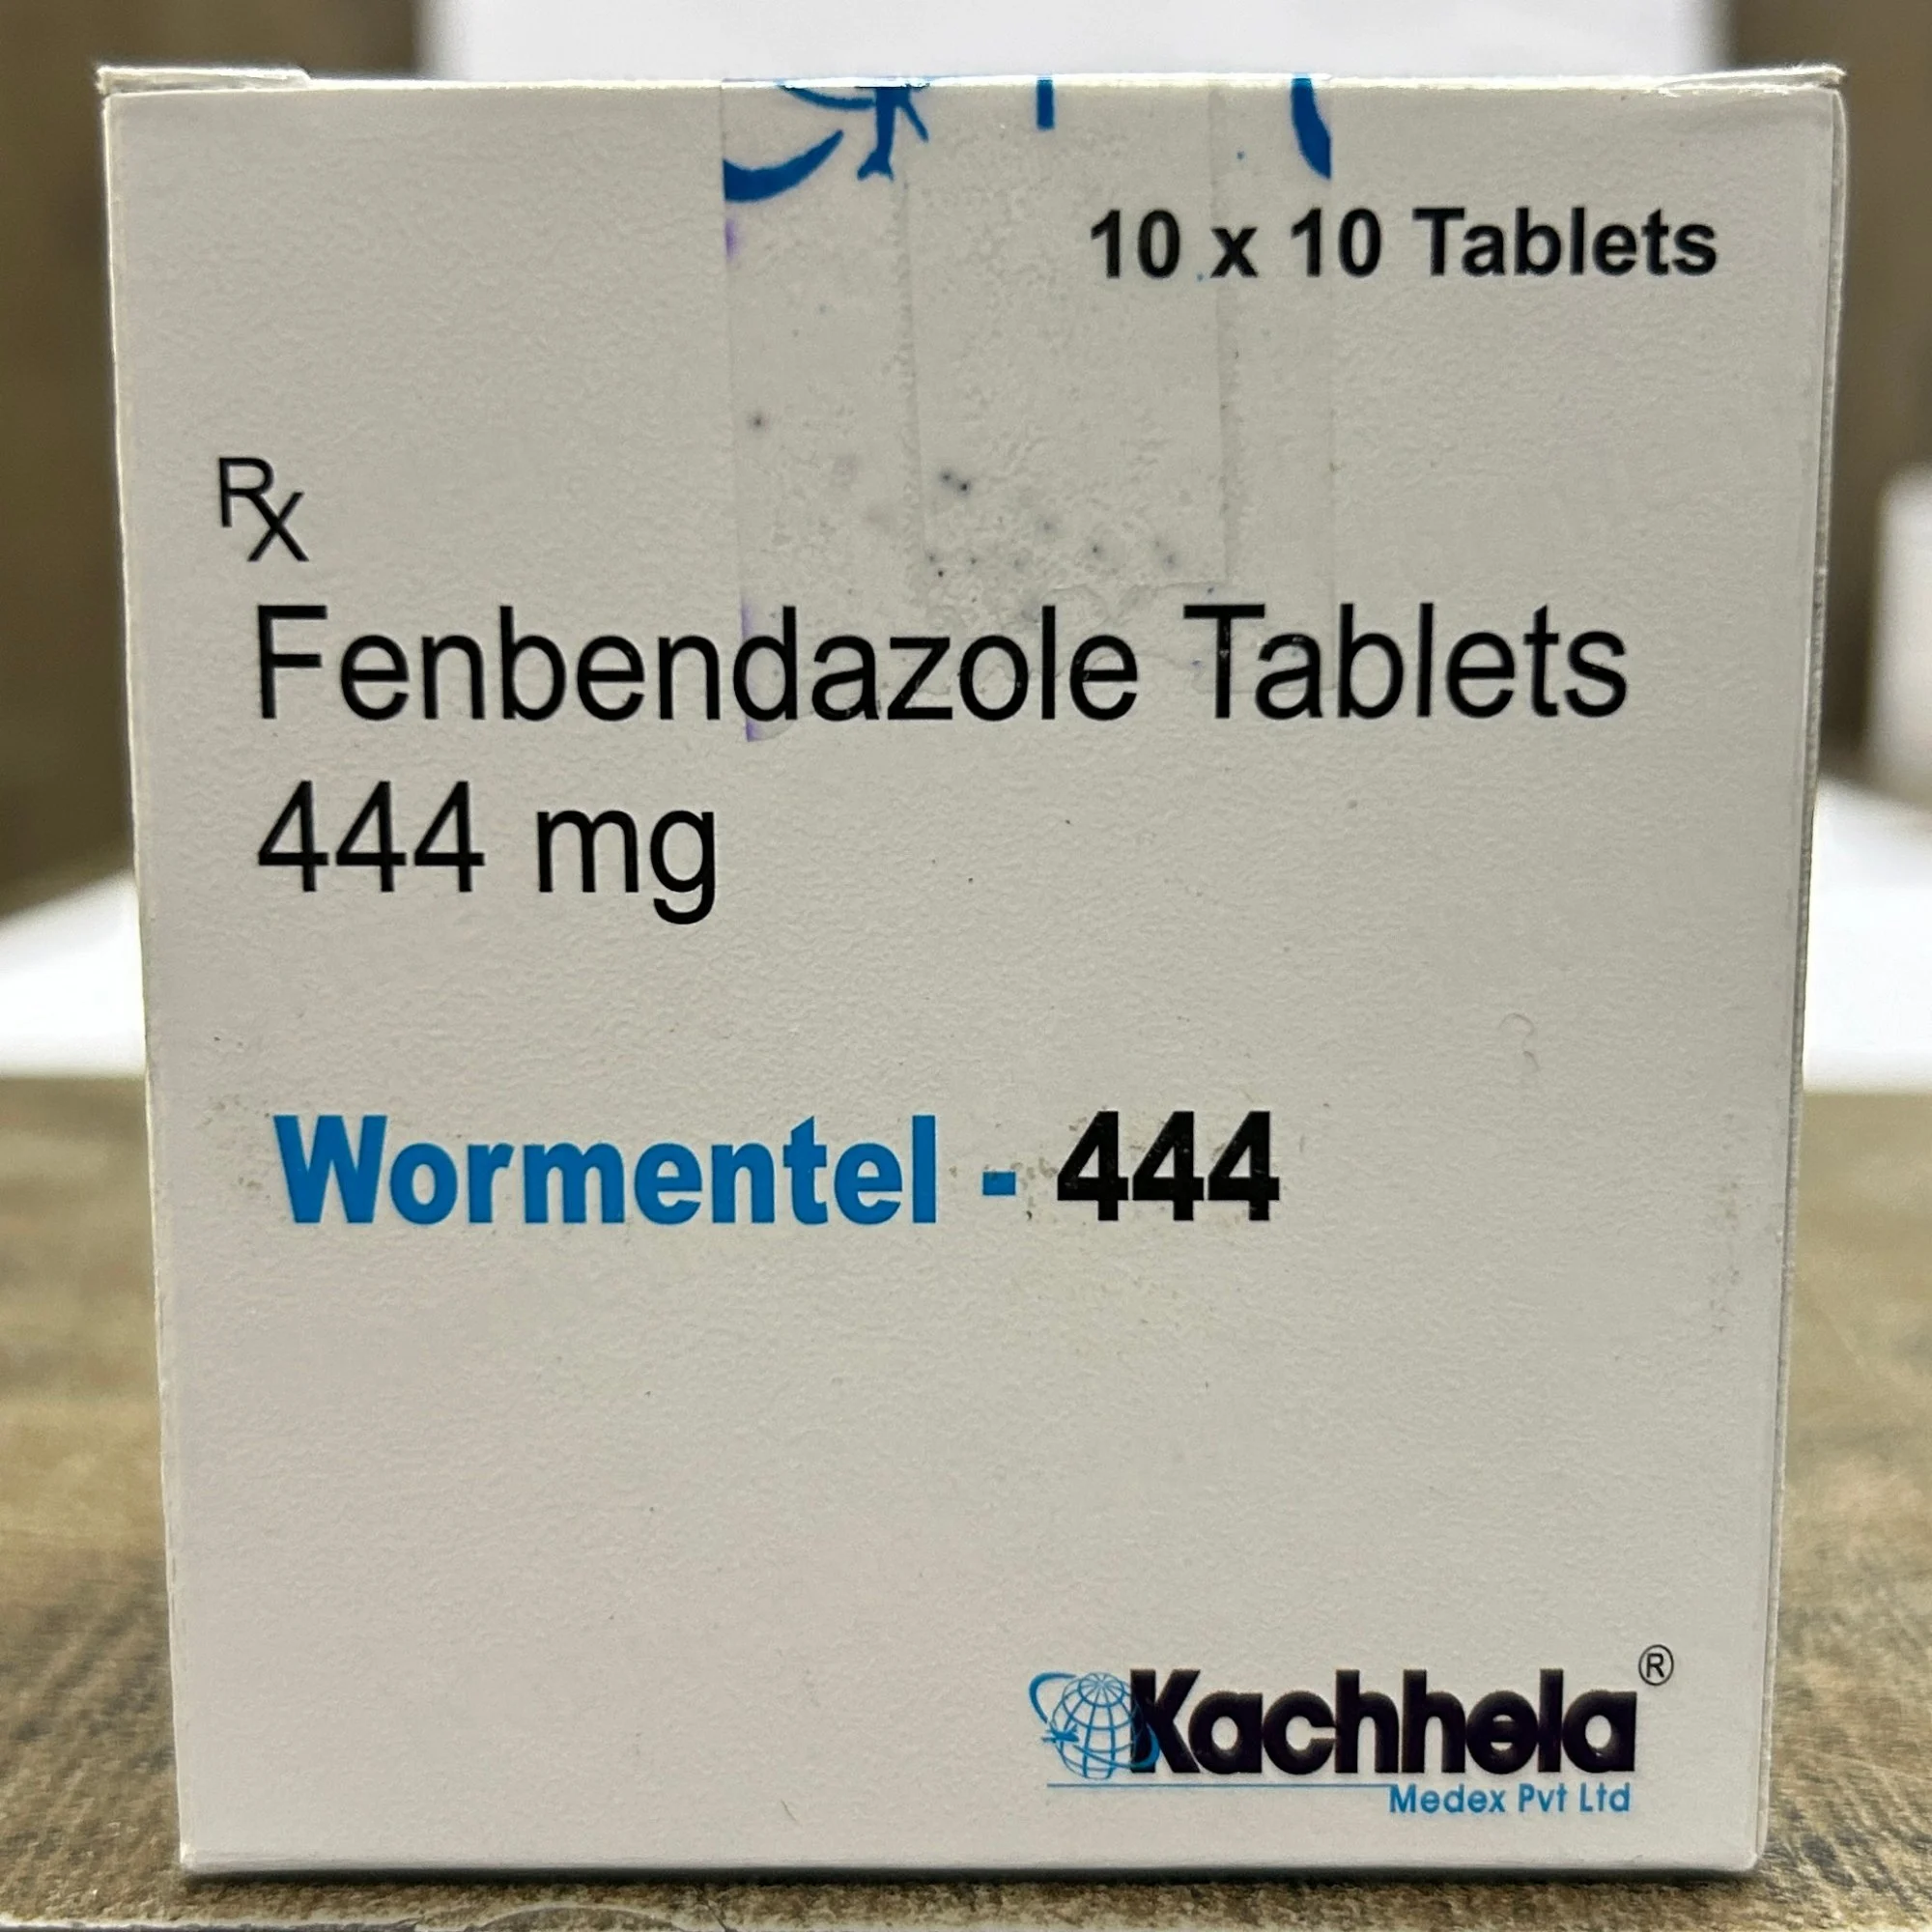 10 x 10 Tablets
Rx
Fenbendazole Tablets
444 mg
Wormentel - 444
Kachhela®
Medex Pvt Ltd